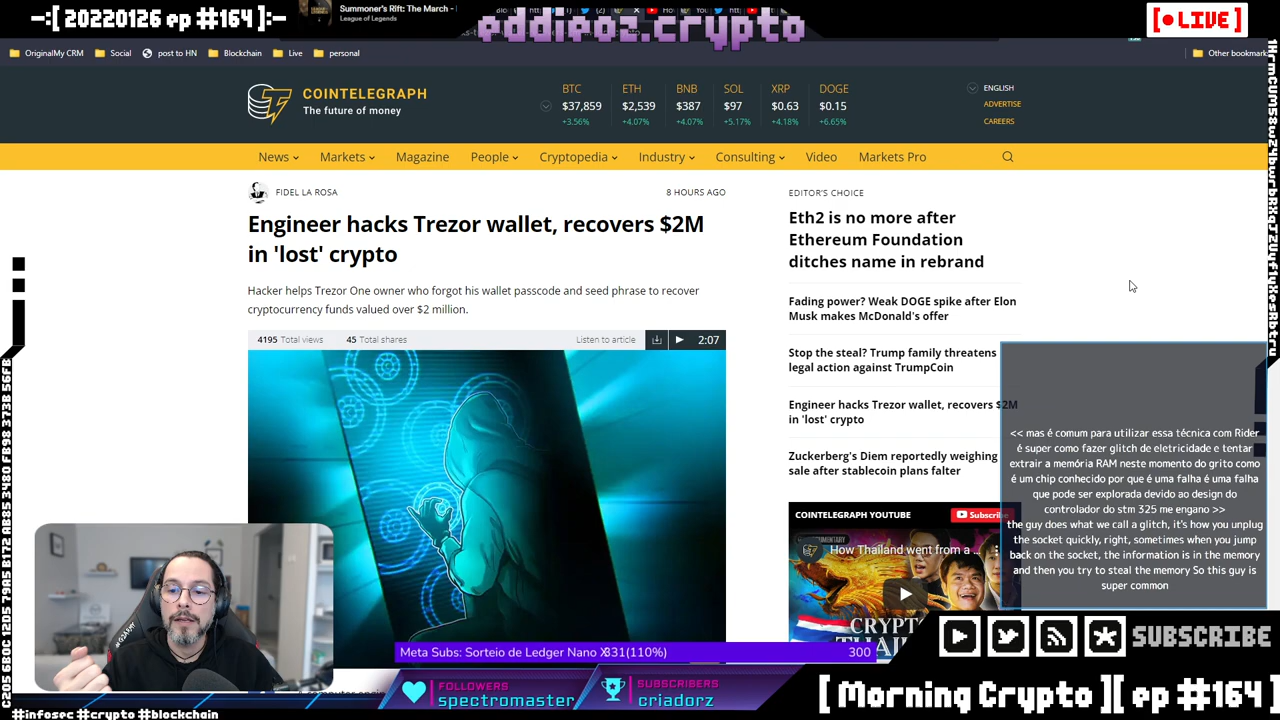 -:[ 20220126 ep #164 ]:-
Summoner's Rift: The March -
League of Legends
eddieoz.crypto
[ LIVE ]
OriginalMy CRM
Social
post to HN
Blockchain
Live
personal
Other bookmark
COINTELEGRAPH
The future of money
BTC ETH BNB SOL XRP DOGE
$37,859 $2,539 $387 $97 $0.63 $0.15
+3.56% +4.07% +4.07% +5.17% +4.18% +6.65%
ENGLISH
ADVERTISE
CAREERS
News Markets Magazine People Cryptopedia Industry Consulting Video Markets Pro
FIDEL LA ROSA
8 HOURS AGO
Engineer hacks Trezor wallet, recovers $2M
in 'lost' crypto
Hacker helps Trezor One owner who forgot his wallet passcode and seed phrase to recover
cryptocurrency funds valued over $2 million.
4195 Total views
45 Total shares
Listen to article
2:07
EDITOR'S CHOICE
Eth2 is no more after
Ethereum Foundation
ditches name in rebrand
Fading power? Weak DOGE spike after Elon
Musk makes McDonald's offer
Stop the steal? Trump family threatens
legal action against TrumpCoin
Engineer hacks Trezor wallet, recovers $2M
in 'lost' crypto
Zuckerberg's Diem reportedly weighing
sale after stablecoin plans falter
COINTELEGRAPH YOUTUBE
Subscribe
How Thailand went from a ...
CRYPT
THAIL
<< mas é comum para utilizar essa técnica com Rider
é super como fazer glitch de eletricidade e tentar
extrair a memória RAM neste momento do grito como
é um chip conhecido por que é uma falha é uma falha
que pode ser explorada devido ao design do
controlador do stm 325 me engano >>
the guy does what we call a glitch, it's how you unplug
the socket quickly, right, sometimes when you jump
back on the socket, the information is in the memory
and then you try to steal the memory So this guy is
super common
SUBSCRIBE
Meta Subs: Sorteio de Ledger Nano X
331(110%)
300
FOLLOWERS
spectromaster
SUBSCRIBERS
criadorz
[ Morning Crypto ][ ep #164 ]
#infosec #crypto #blockchain